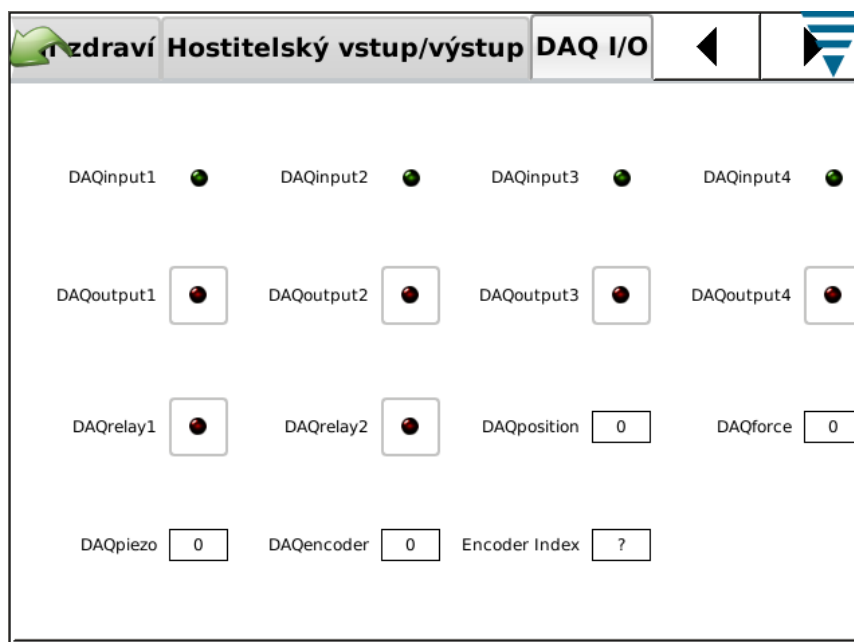 zdraví Hostitelský vstup/výstup DAQ I/O
DAQinput1 DAQinput2 DAQinput3 DAQinput4
DAQoutput1 DAQoutput2 DAQoutput3 DAQoutput4
DAQrelay1 DAQrelay2 DAQposition 0 DAQforce 0
DAQpiezo 0 DAQencoder 0 Encoder Index ?